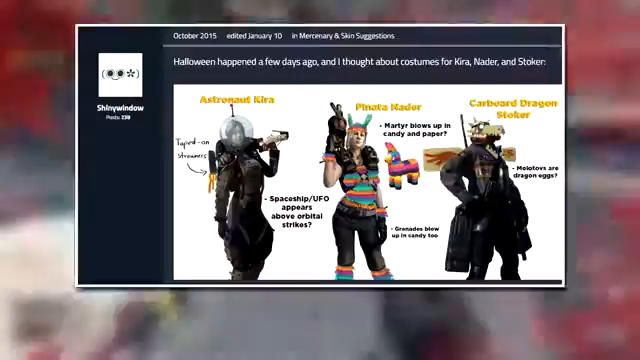 October 2015 edited January 10 in Mercenary & Skin Suggestions
Halloween happened a few days ago, and I thought about costumes for Kira, Nader, and Stoker:
Sh1nywindow
Posts: 239
Astronaut Kira
Taped-on
streamers
- Spaceship/UFO
appears
above orbital
strikes?
Pinata Nader
- Martyr blows up in
candy and paper?
- Grenades blow
up in candy too
Carboard Dragon
Stoker
- Molotovs are
dragon eggs?